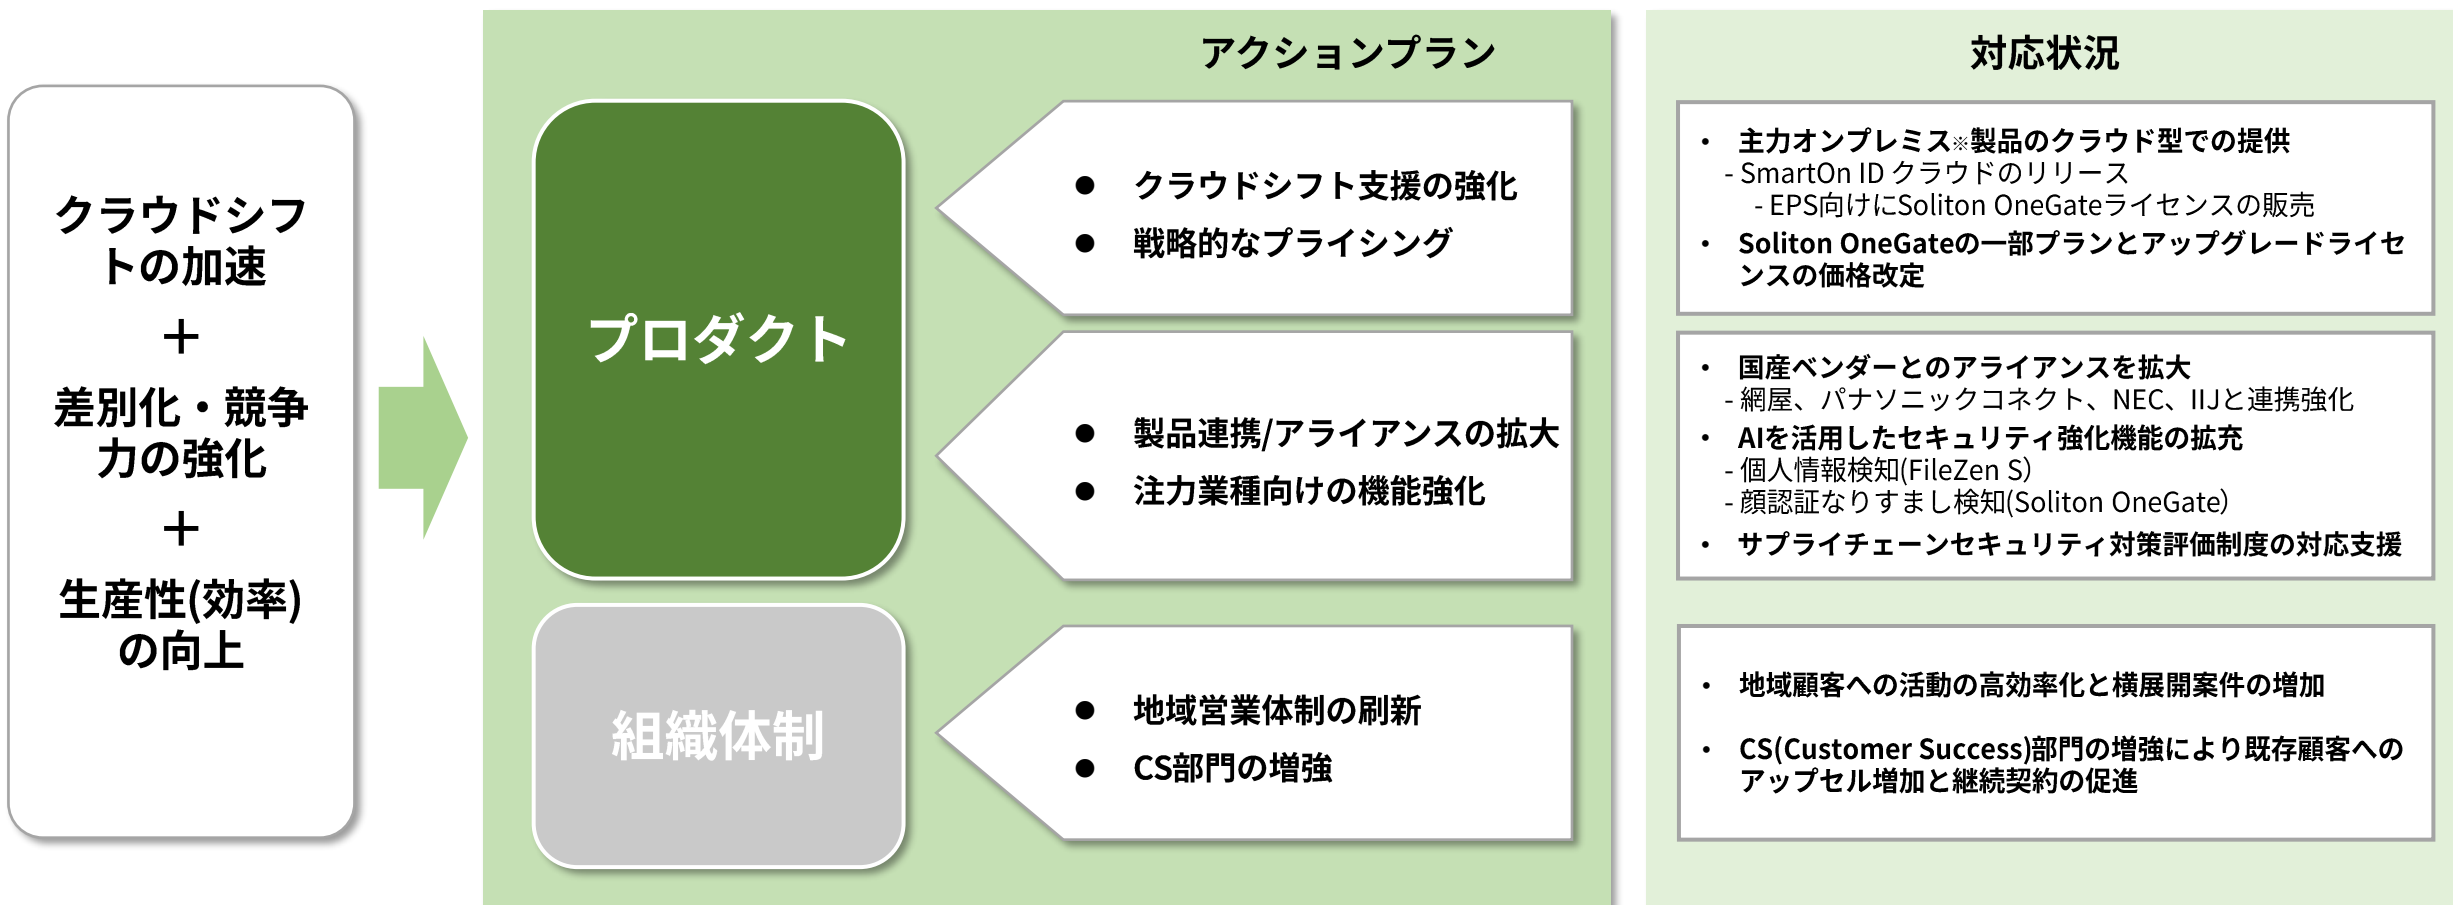 クラウドシフ
トの加速
＋
差別化・競争
力の強化
＋
生産性(効率)
の向上
アクションプラン
プロダクト
● クラウドシフト支援の強化
● 戦略的なプライシング
● 製品連携/アライアンスの拡大
● 注力業種向けの機能強化
組織体制
● 地域営業体制の刷新
● CS部門の増強
対応状況
• 主力オンプレミス※製品のクラウド型での提供
- SmartOn ID クラウドのリリース
- EPS向けにSoliton OneGateライセンスの販売
• Soliton OneGateの一部プランとアップグレードライセ
ンスの価格改定
• 国産ベンダーとのアライアンスを拡大
- 網屋、パナソニックコネクト、NEC、IIJと連携強化
• AIを活用したセキュリティ強化機能の拡充
- 個人情報検知(FileZen S）
- 顔認証なりすまし検知(Soliton OneGate）
• サプライチェーンセキュリティ対策評価制度の対応支援
• 地域顧客への活動の高効率化と横展開案件の増加
• CS(Customer Success)部門の増強により既存顧客への
アップセル増加と継続契約の促進